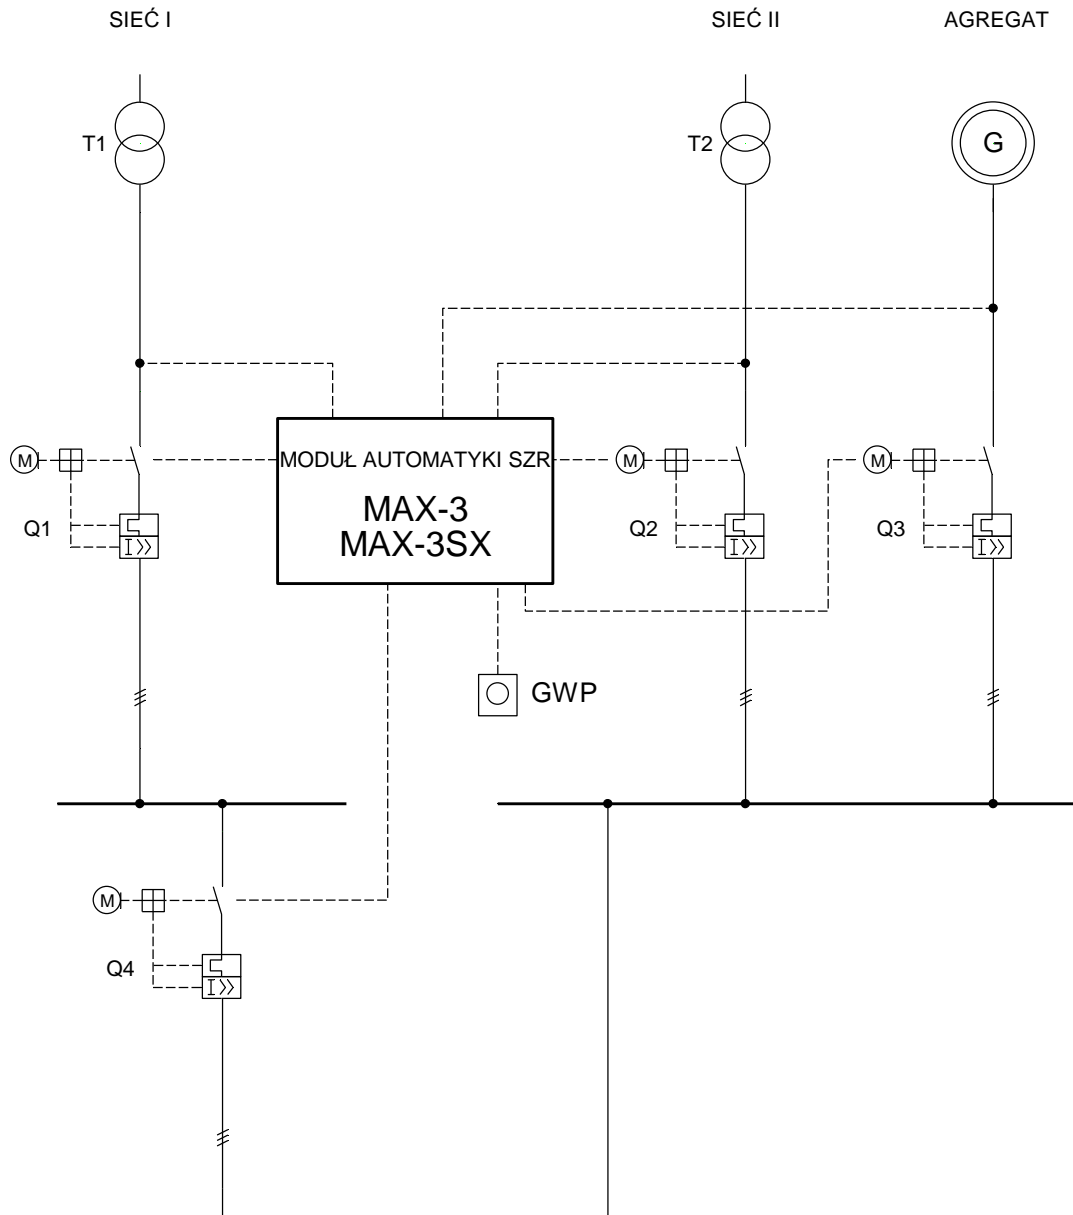 SIEĆ I
SIEĆ II
AGREGAT
T1
T2
G
M
MODUŁ AUTOMATYKI SZR
MAX-3
MAX-3SX
M
M
Q1
I >>
Q2
I >>
Q3
I >>
GWP
M
Q4
I >>